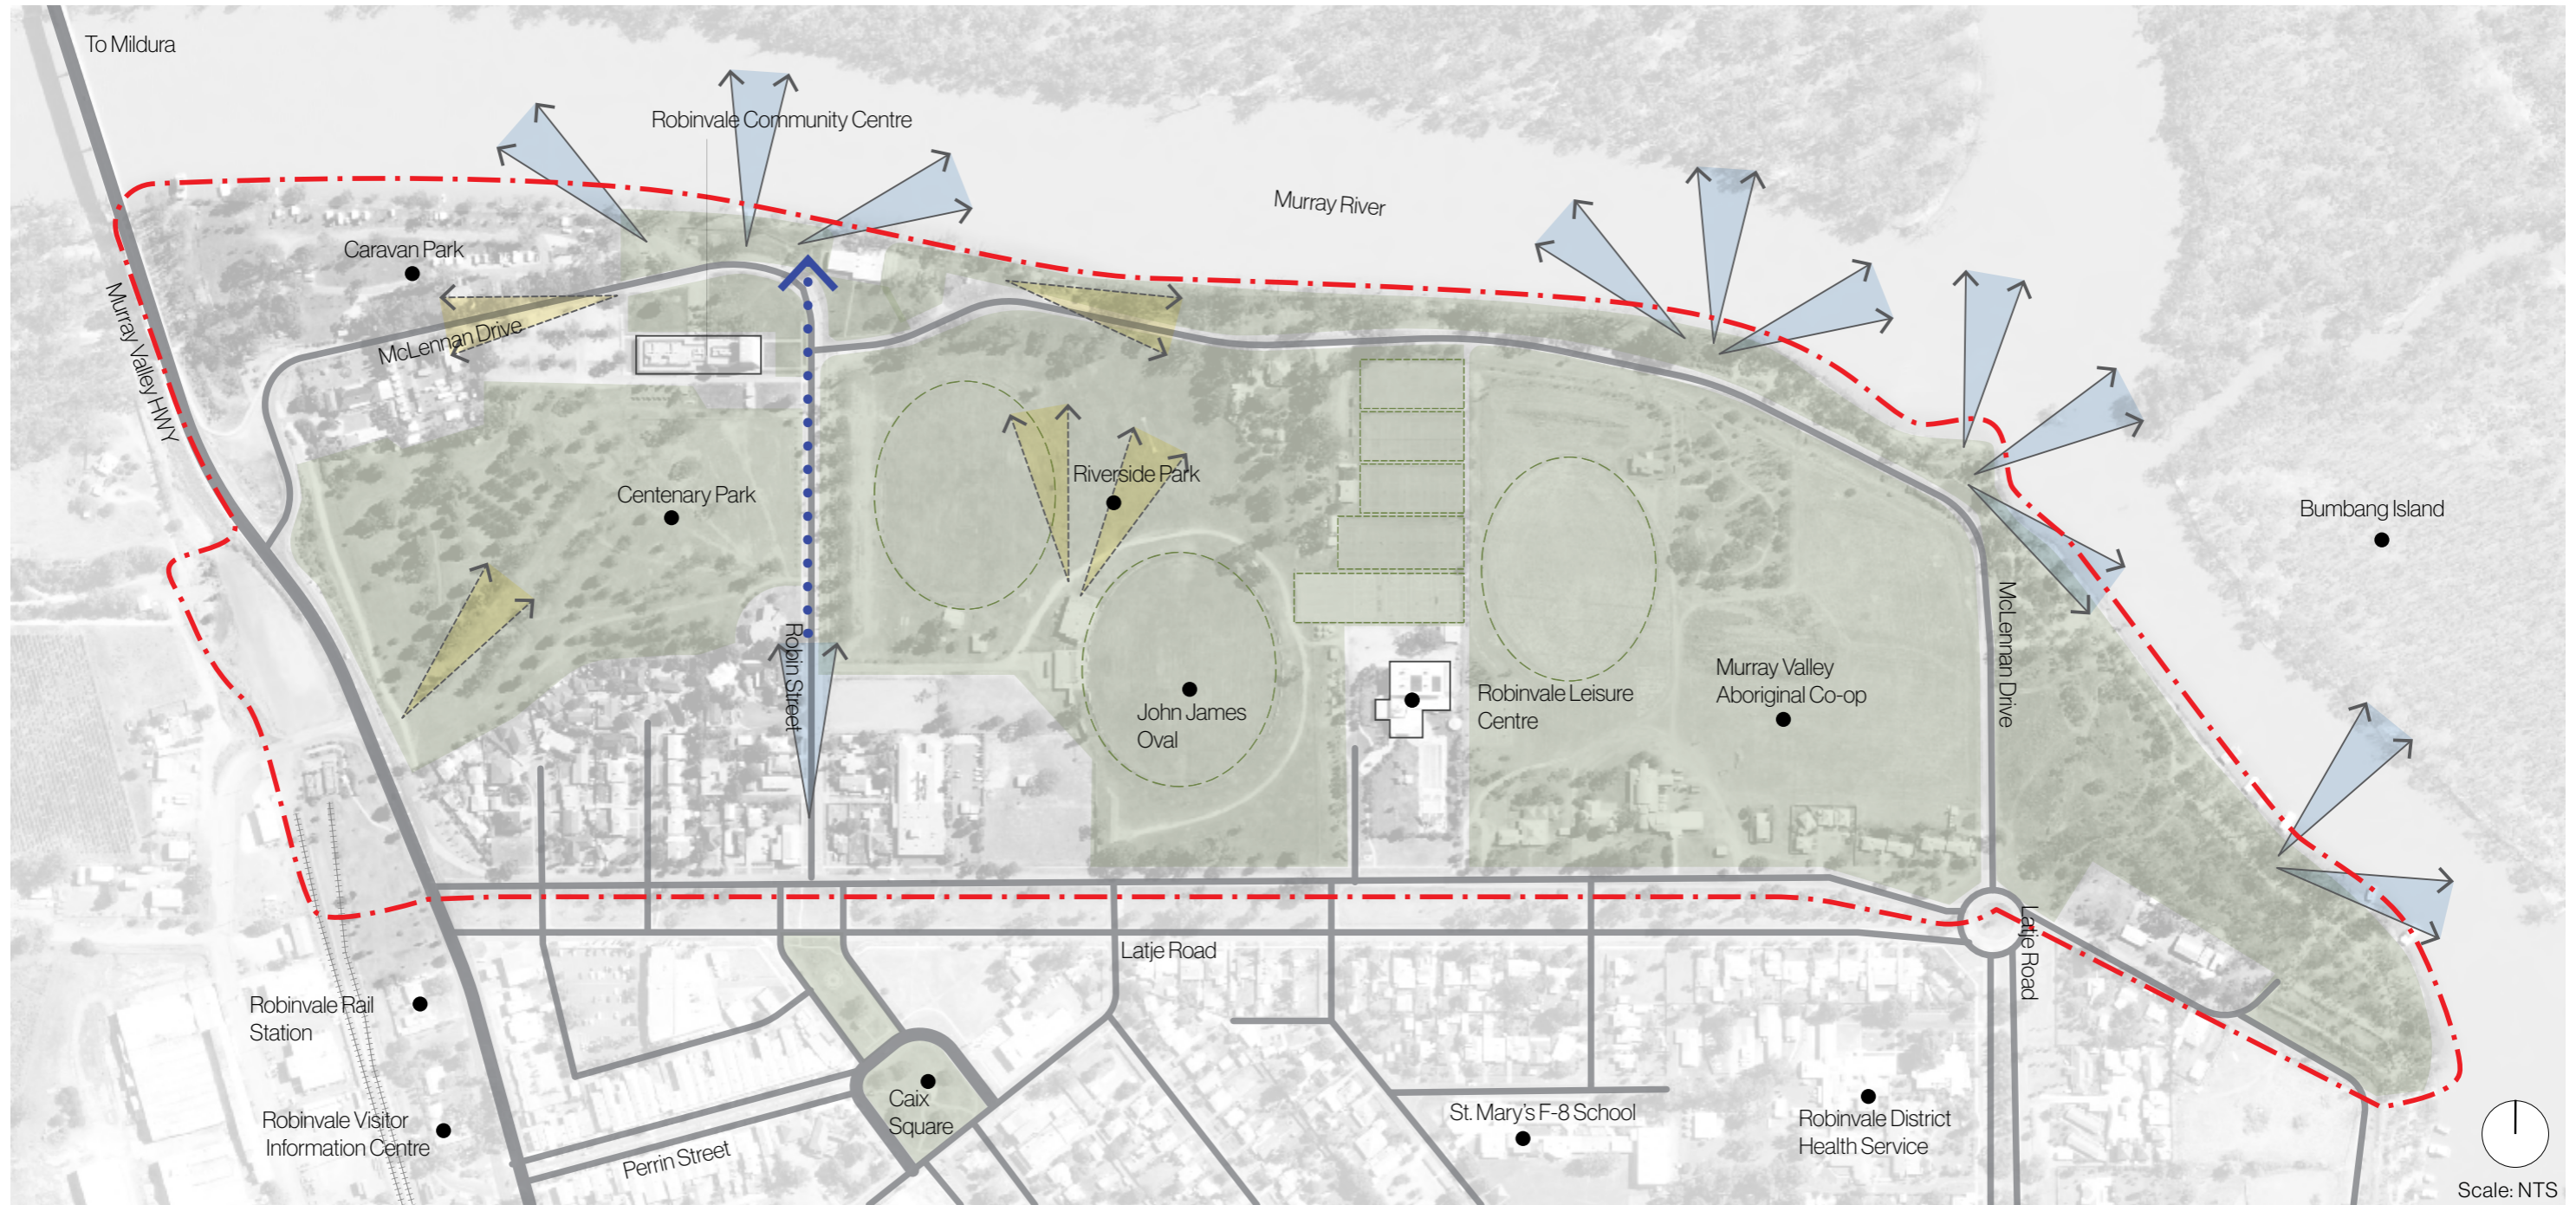 To Mildura
Robinvale Community Centre
Murray River
Caravan Park
McLennan Drive
Murray Valley HWY
Centenary Park
Riverside Park
Bumbang Island
Robin Street
McLennan Drive
John James
Oval
Robinvale Leisure
Centre
Murray Valley
Aboriginal Co-op
Latje Road
Latje Road
Robinvale Rail
Station
Caix
Square
Robinvale Visitor
Information Centre
Perrin Street
St. Mary's F-8 School
Robinvale District
Health Service
Scale: NTS